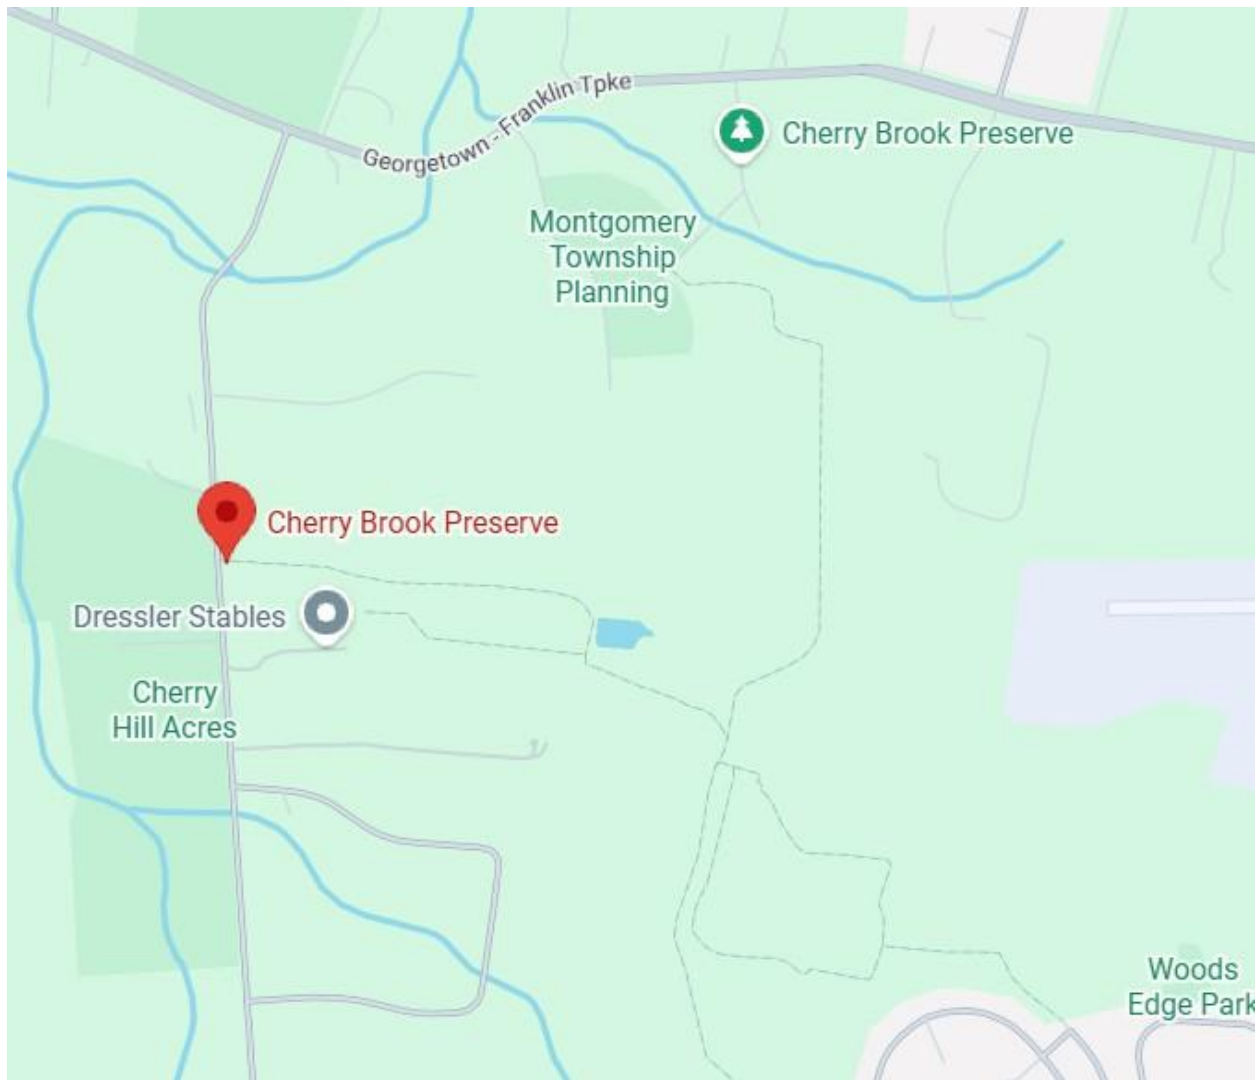 Georgetown - Franklin Tpke
Cherry Brook Preserve
Montgomery
Township
Planning
Cherry Brook Preserve
Dressler Stables
Cherry
Hill Acres
Woods
Edge Park